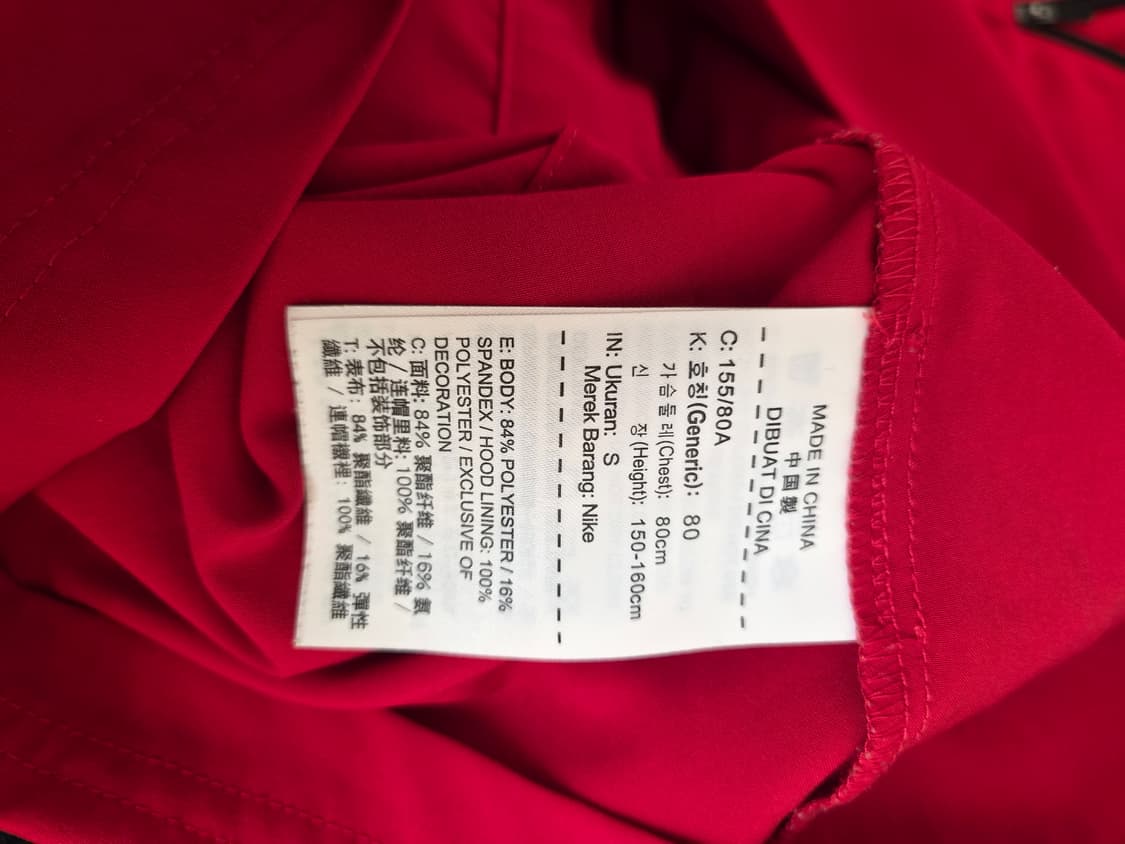 MADE IN CHINA
中国製
DIBUAT DI CINA
C: 155/80A
K: 호칭(Generic): 80
가슴둘레(Chest): 80cm
신 장(Height): 150-160cm
IN: Ukuran: S
Merek Barang: Nike
E: BODY: 84% POLYESTER / 16%
SPANDEX / HOOD LINING: 100%
POLYESTER / EXCLUSIVE OF
DECORATION
C: 面料: 84% 聚酯纤维 / 16% 氨
纶 / 连帽里料: 100% 聚酯纤维 /
不包括装饰部分
T: 表布: 84% 聚酯纖維 / 16% 彈性
纖維 / 連帽襯裡: 100% 聚酯纖維